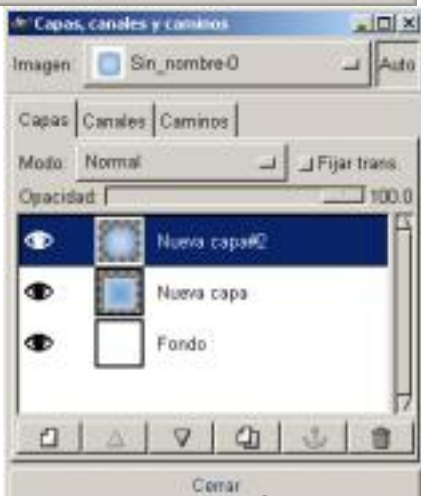 Capas, canales y caminos
Imagen: Sin_nombre-0 Auto
Capas Canales Caminos
Modo: Normal Fijar trans.
Opacidad: 100.0
Nueva capa#2
Nueva capa
Fondo
Cerrar